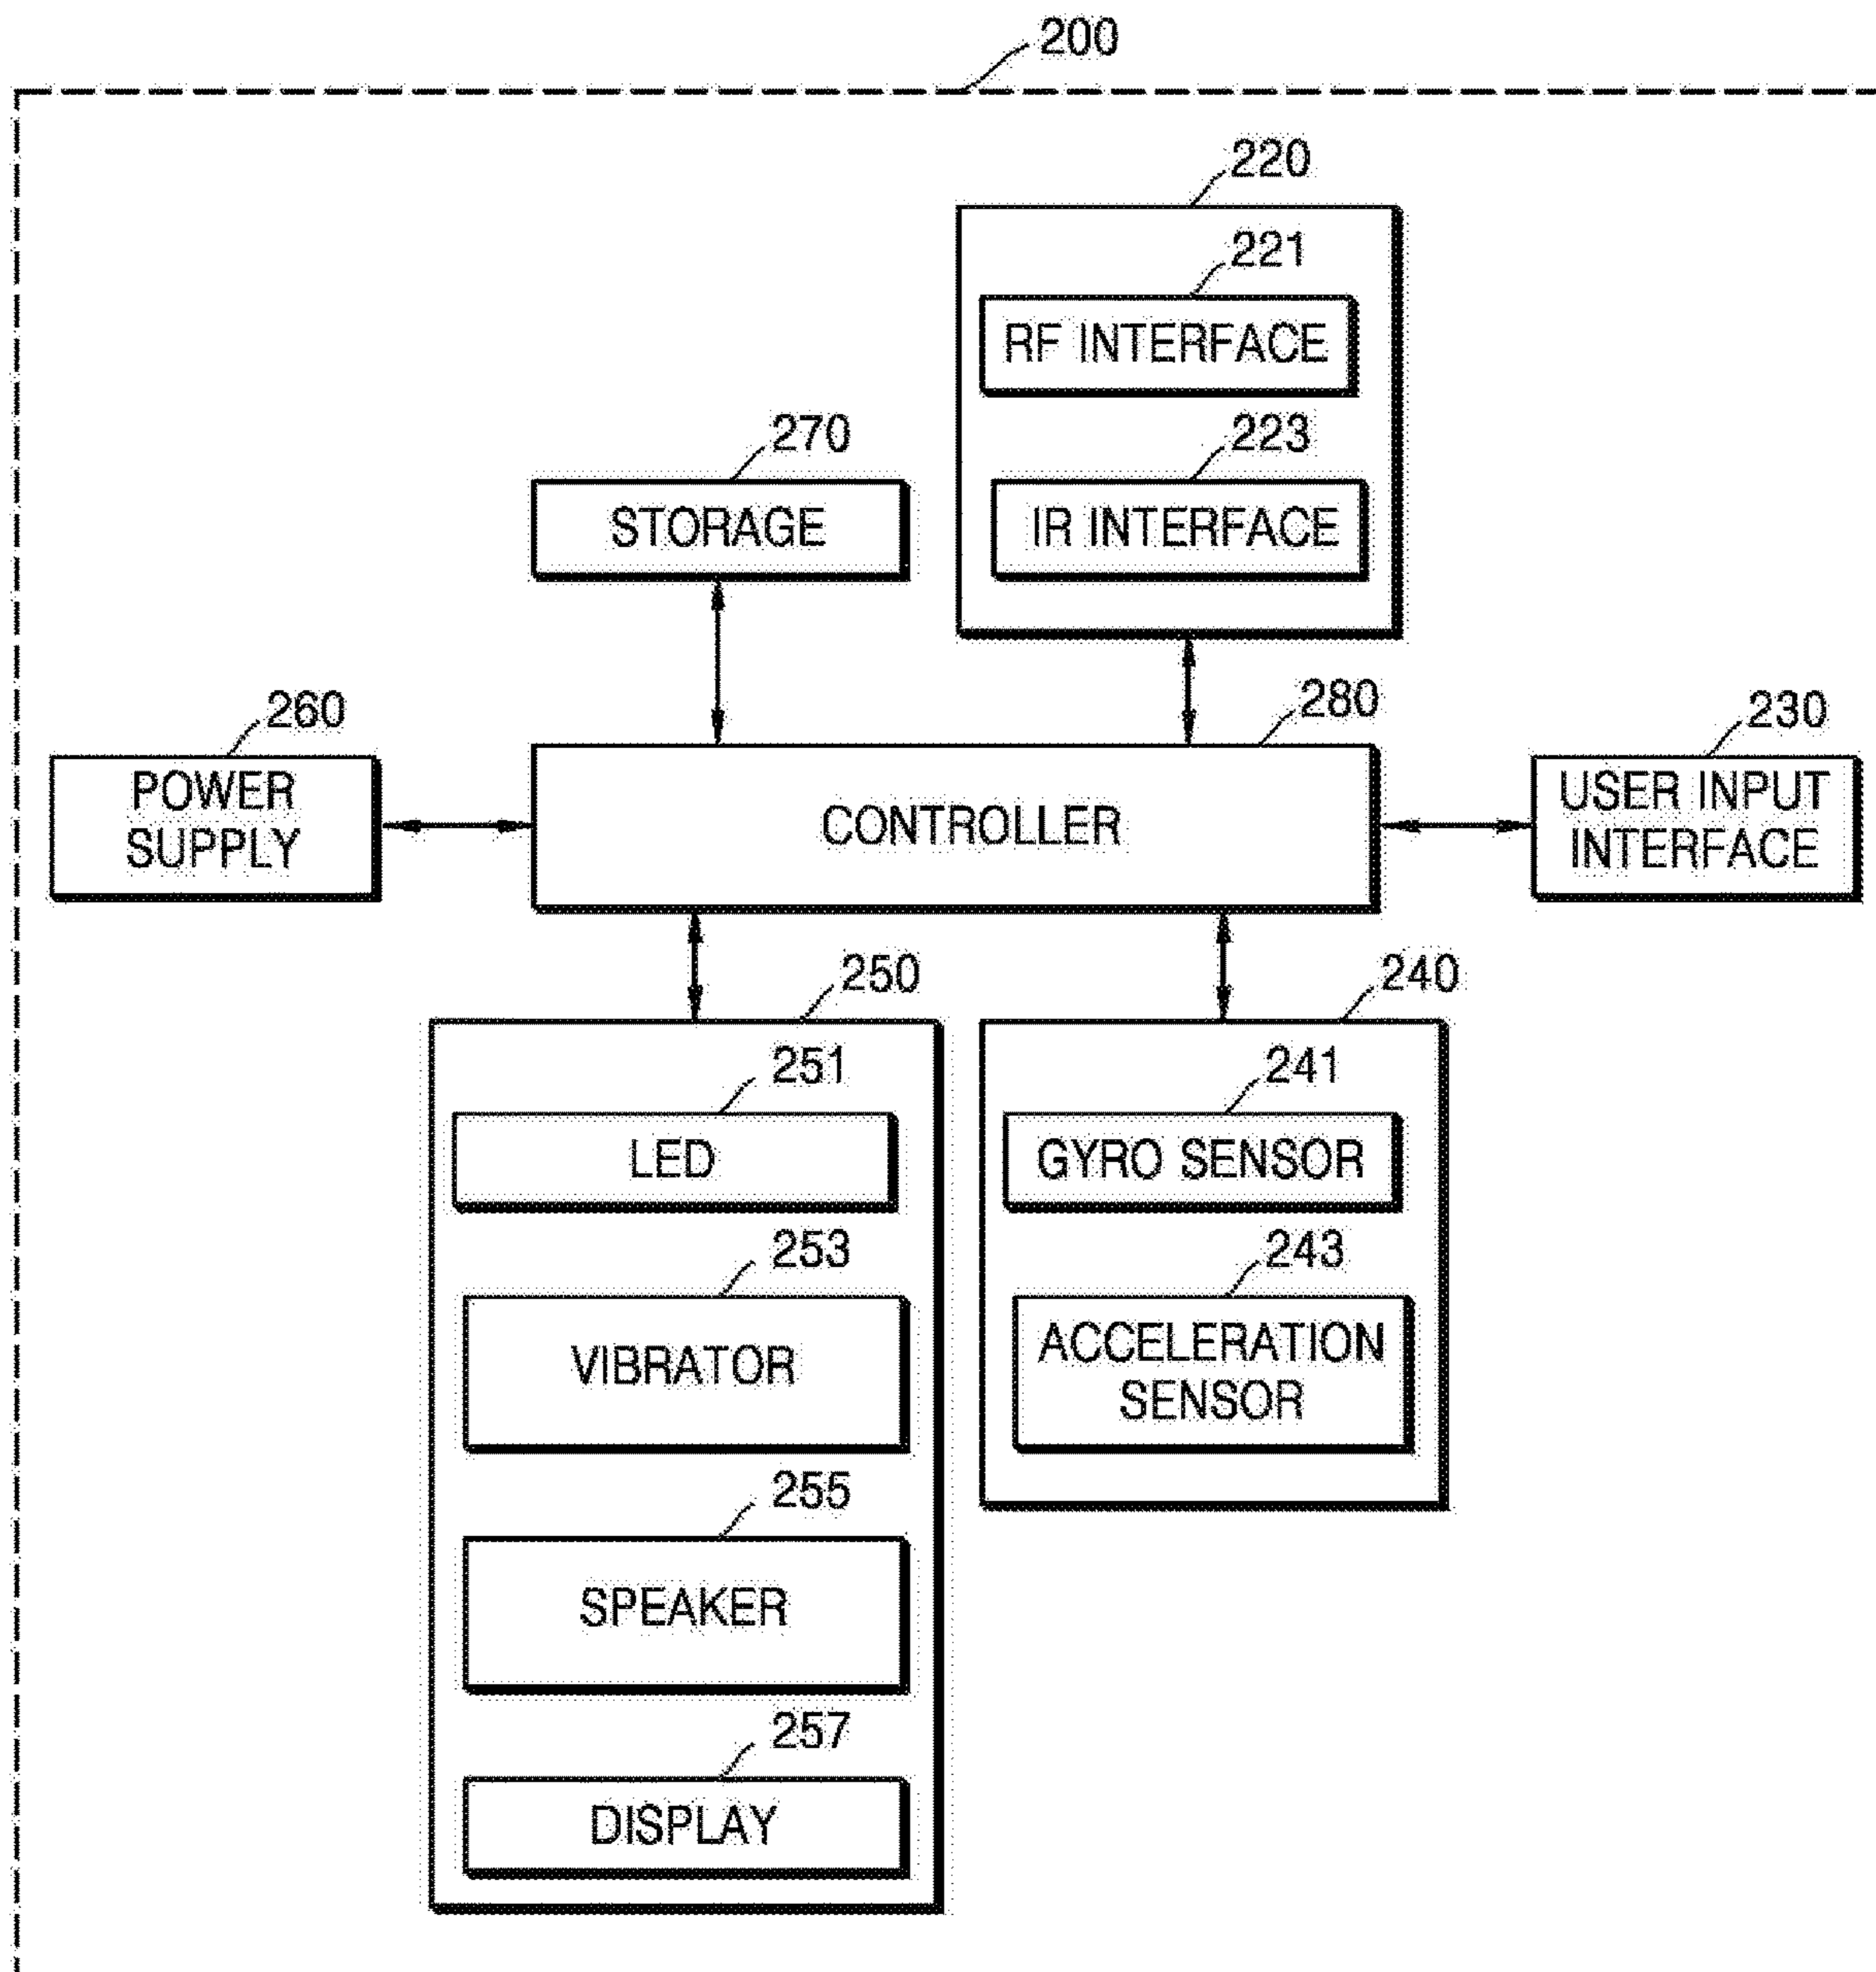 200
220
221
RF INTERFACE
270
223
STORAGE
IR INTERFACE
260
280
230
POWER
SUPPLY
CONTROLLER
USER INPUT
INTERFACE
250
240
251
241
LED
GYRO SENSOR
253
243
VIBRATOR
ACCELERATION
SENSOR
255
SPEAKER
257
DISPLAY